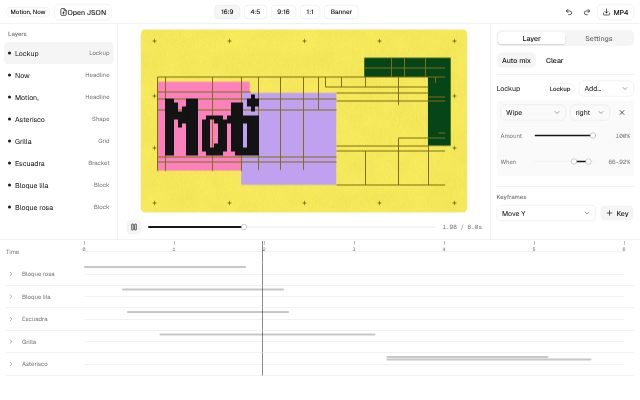 Motion, Now
Open JSON
16:9
4:5
9:16
1:1
Banner
MP4
Layers
Lockup
Lockup
Now
Headline
Motion,
Headline
Asterisco
Shape
Grilla
Grid
Escuadra
Bracket
Bloque lila
Block
Bloque rosa
Block
Mot
1.98 / 6.0s
Layer
Settings
Auto mix
Clear
Lockup
Lockup
Add...
Wipe
right
Amount
100%
When
66-92%
Keyframes
Move Y
+ Key
Time
0
1
2
3
4
5
6
Bloque rosa
Bloque lila
Escuadra
Grilla
Asterisco